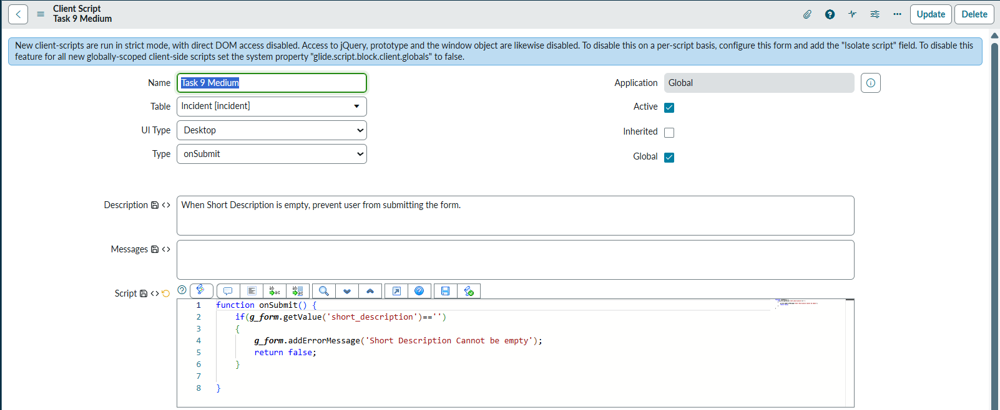 Client Script
Task 9 Medium
Update
Delete
New client-scripts are run in strict mode, with direct DOM access disabled. Access to jQuery, prototype and the window object are likewise disabled. To disable this on a per-script basis, configure this form and add the "Isolate script" field. To disable this
feature for all new globally-scoped client-side scripts set the system property "glide.script.block.client.globals" to false.
Name
Task 9 Medium
Application
Global
Table
Incident [incident]
Active
UI Type
Desktop
Inherited
Type
onSubmit
Global
Description
When Short Description is empty, prevent user from submitting the form.
Messages
Script
1 function onSubmit() {
2 if(g_form.getValue('short_description')=='')
3 {
4 g_form.addErrorMessage('Short Description Cannot be empty');
5 return false;
6 }
7
8 }